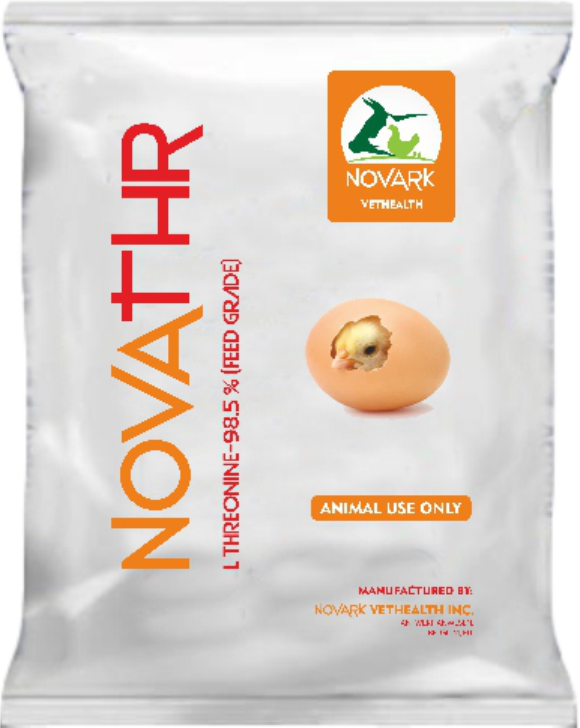 NOVARK
VETHEALTH
NOVATHR
L THREONINE-98.5 % (FEED GRADE)
ANIMAL USE ONLY
MANUFACTURED BY:
NOVARK VETHEALTH INC.